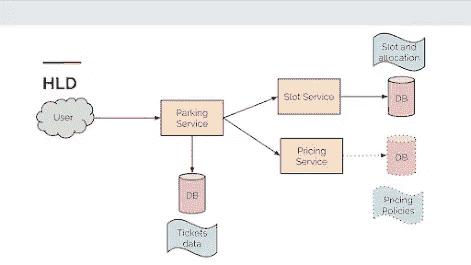 HLD
User
Parking
Service
DB
Tickets
data
Slot Service
DB
Slot and
allocation
Pricing
Service
DB
Pricing
Policies